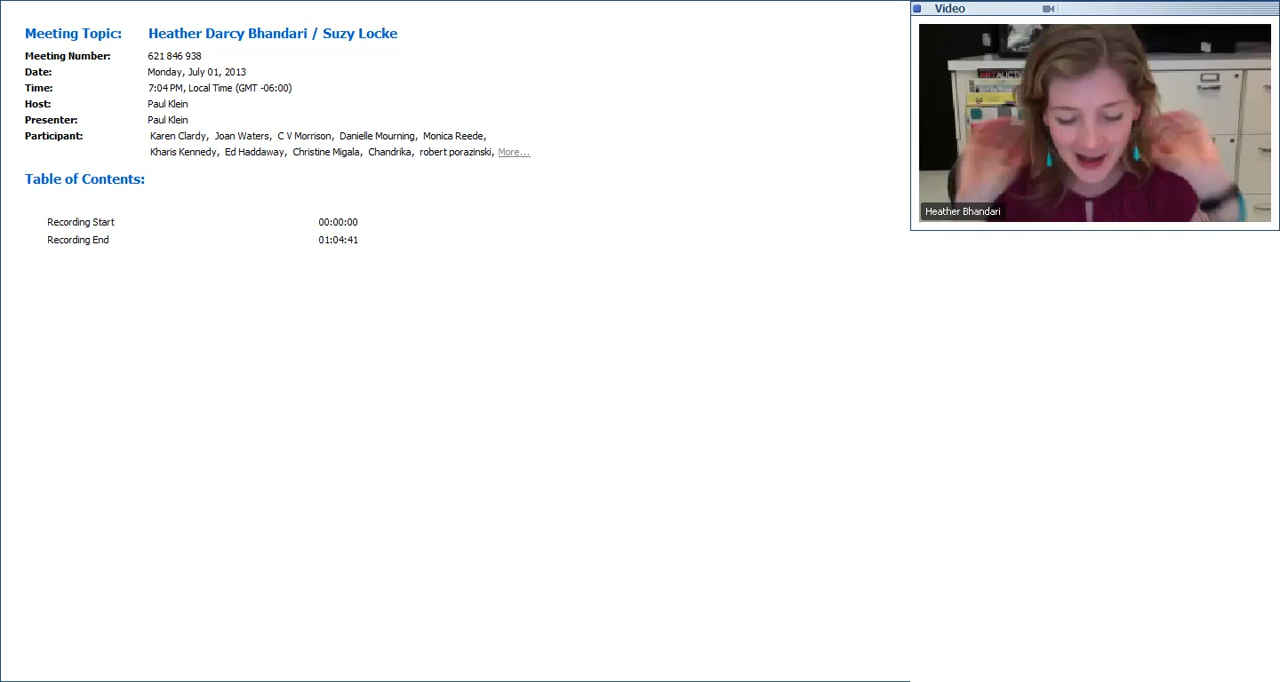 Meeting Topic: Heather Darcy Bhandari / Suzy Locke
Meeting Number: 621 846 938
Date: Monday, July 01, 2013
Time: 7:04 PM, Local Time (GMT -06:00)
Host: Paul Klein
Presenter: Paul Klein
Participant: Karen Clardy, Joan Waters, C V Morrison, Danielle Mourning, Monica Reede,
Kharis Kennedy, Ed Haddaway, Christine Migala, Chandrika, robert porazinski, More...
Table of Contents:
Recording Start 00:00:00
Recording End 01:04:41
Video
ART
Heather Bhandari